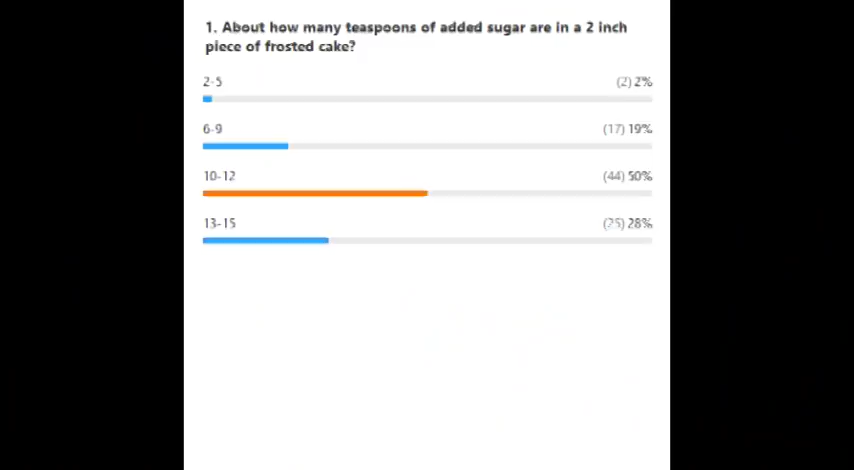 1. About how many teaspoons of added sugar are in a 2 inch
piece of frosted cake?
2-5 (2) 2%
6-9 (17) 19%
10-12 (44) 50%
13-15 (25) 28%